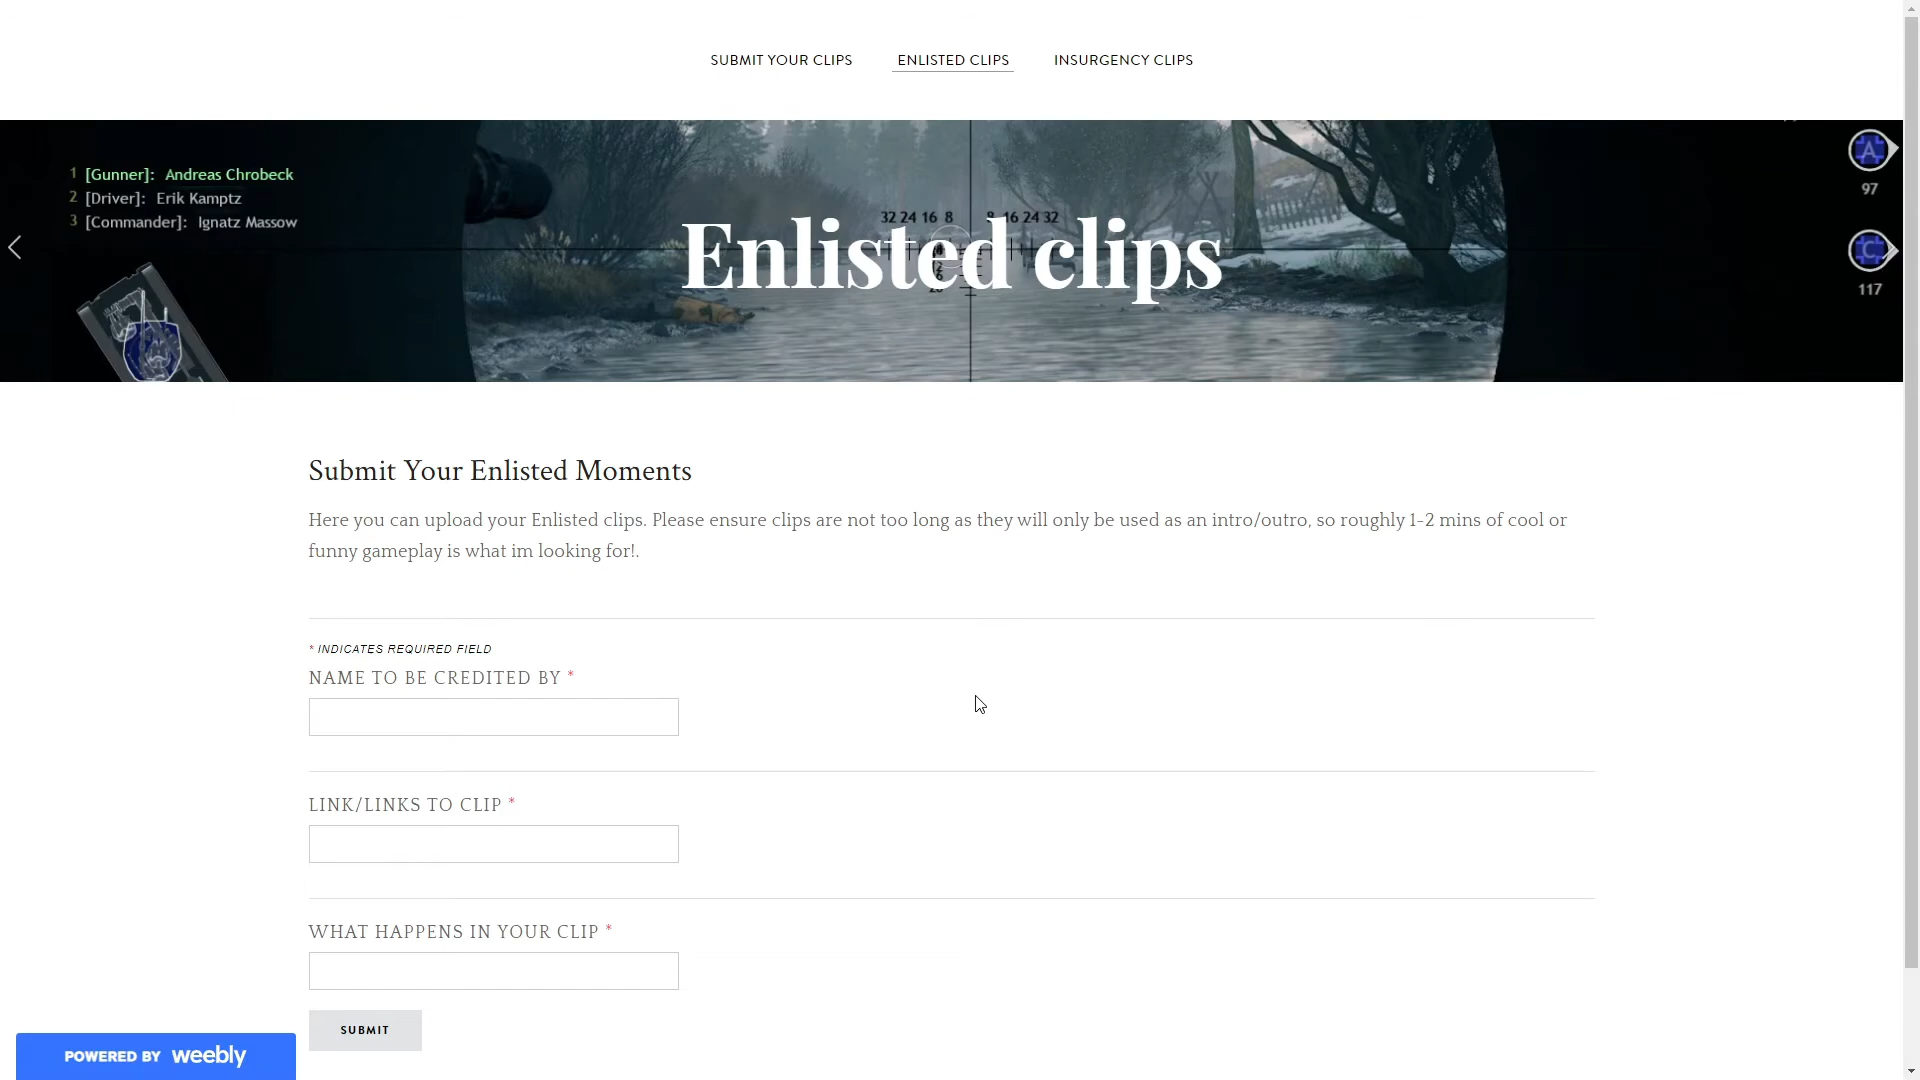 SUBMIT YOUR CLIPS
ENLISTED CLIPS
INSURGENCY CLIPS
1 [Gunner]: Andreas Chrobeck
2 [Driver]: Erik Kamptz
3 [Commander]: Ignatz Massow
32 24 16 8 8 16 24 32
Enlisted clips
A
97
C
117
Submit Your Enlisted Moments
Here you can upload your Enlisted clips. Please ensure clips are not too long as they will only be used as an intro/outro, so roughly 1-2 mins of cool or
funny gameplay is what im looking for!.
* INDICATES REQUIRED FIELD
NAME TO BE CREDITED BY *
LINK/LINKS TO CLIP *
WHAT HAPPENS IN YOUR CLIP *
SUBMIT
POWERED BY weebly